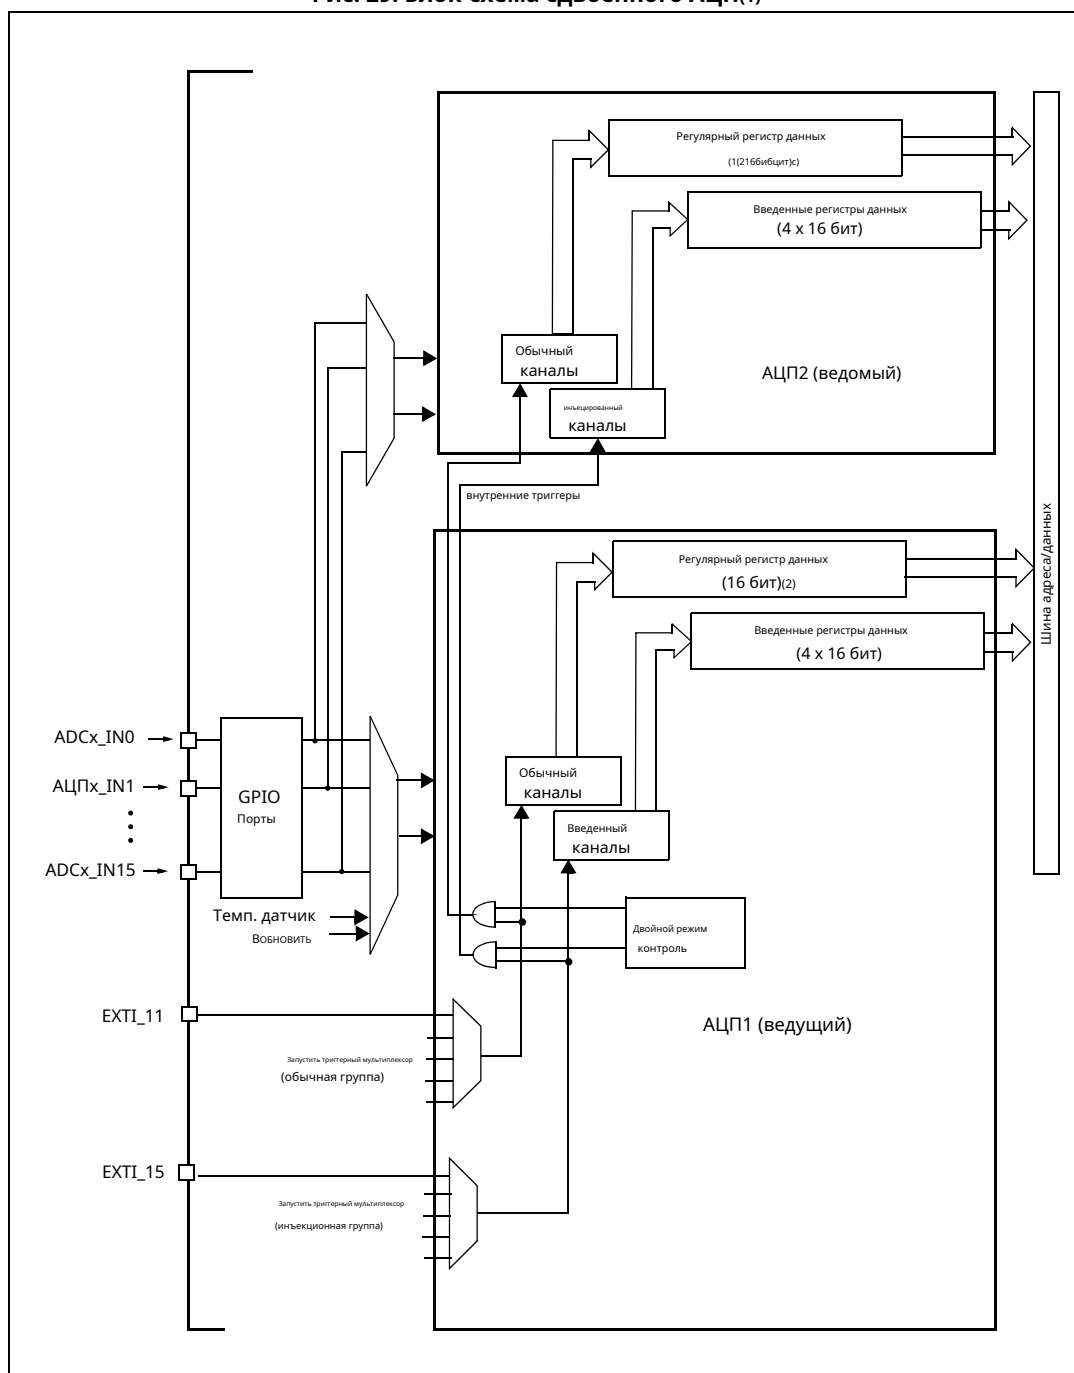 Регулярный регистр данных
(1(216бибцит)с)
Введенные регистры данных
(4 x 16 бит)
Обычный
каналы
АЦП2 (ведомый)
инъецированный
каналы
внутренние триггеры
Шина адреса/данных
Регулярный регистр данных
(16 бит)(2)
Введенные регистры данных
(4 x 16 бит)
ADCx_IN0
АЦПx_IN1
ADCx_IN15
GPIO
Порты
Обычный
каналы
Введенный
каналы
Темп. датчик
Возобновить
Двойной режим
контроль
EXTI_11
АЦП1 (ведущий)
Запустить триггерный мультиплексор
(обычная группа)
EXTI_15
Запустить триггерный мультиплексор
(инъекционная группа)